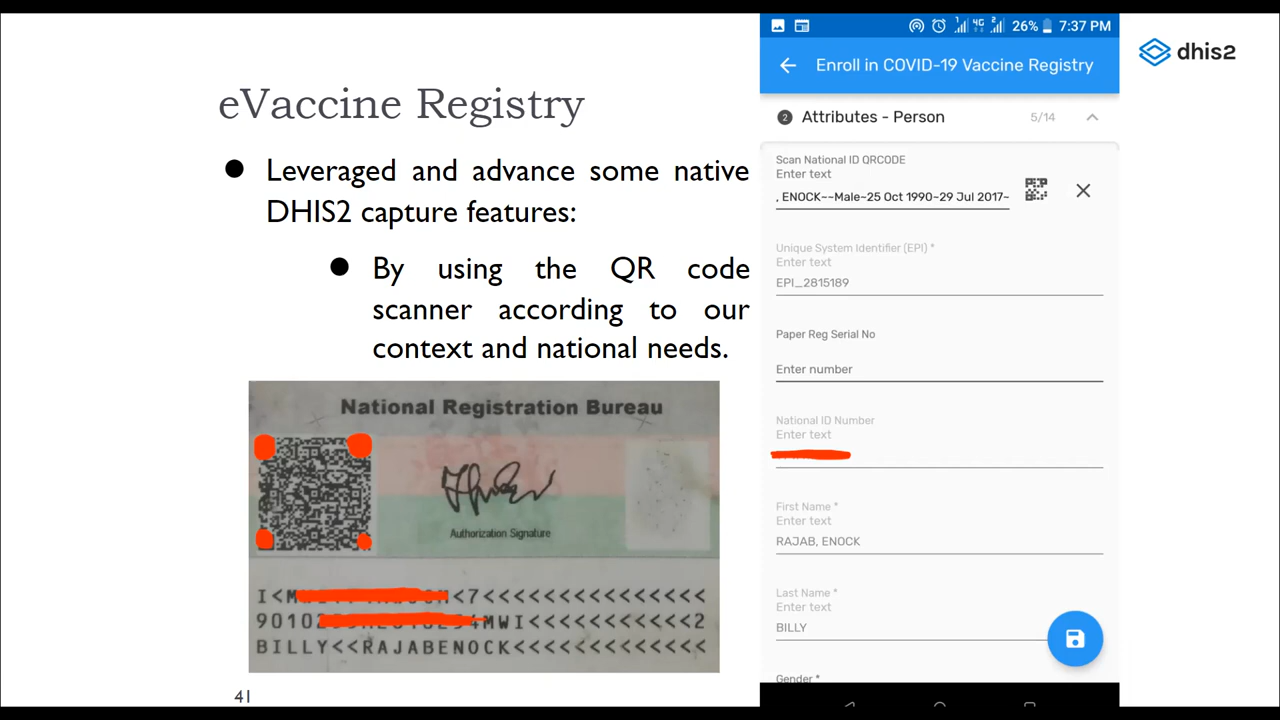 eVaccine Registry
● Leveraged and advance some native
DHIS2 capture features:
● By using the QR code
scanner according to our
context and national needs.
National Registration Bureau
Authorization Signature
I<M <7<<<<<<<<<<<<<<<
9010 4MWI<<<<<<<<<<<2
BILLY<<RAJABENOCK<<<<<<<<<<<<
41
26% 7:37 PM
Enroll in COVID-19 Vaccine Registry
2 Attributes - Person 5/14
Scan National ID QRCODE
Enter text
, ENOCK~~Male~25 Oct 1990~29 Jul 2017~
Unique System Identifier (EPI) *
Enter text
EPI_2815189
Paper Reg Serial No
Enter number
National ID Number
Enter text
First Name *
Enter text
RAJAB, ENOCK
Last Name *
Enter text
BILLY
Gender *
dhis2